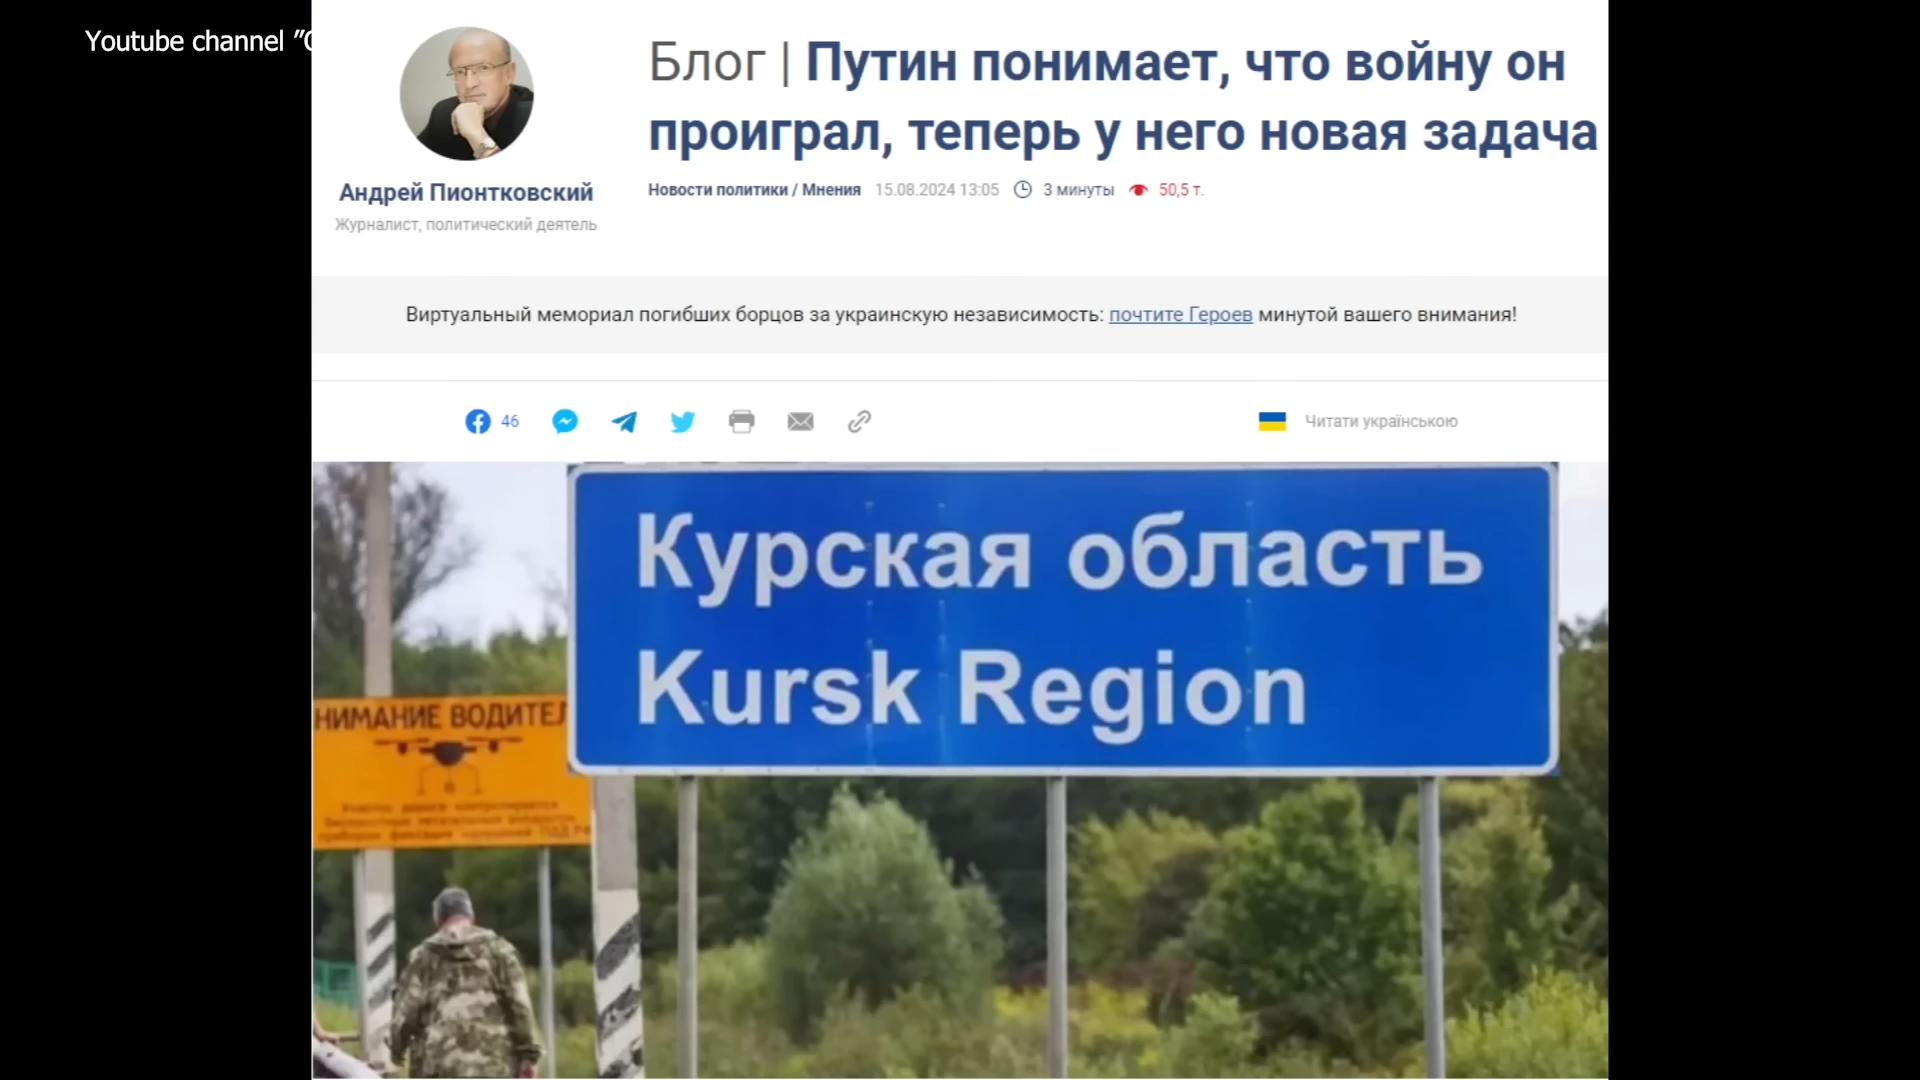 Youtube channel "
Блог | Путин понимает, что войну он
проиграл, теперь у него новая задача
Андрей Пионтковский
Журналист, политический деятель
Новости политики / Мнения 15.08.2024 13:05 3 минуты 50,5 т.
Виртуальный мемориал погибших борцов за украинскую независимость: почтите Героев минутой вашего внимания!
46
Читати українською
Курская область
Kursk Region
НИМАНИЕ ВОДИТЕЛ